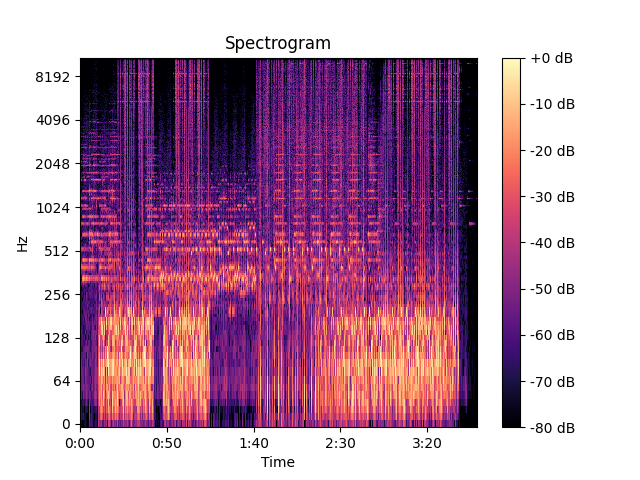 Spectrogram
8192
4096
2048
1024
512
256
128
64
0
Hz
0:00
0:50
1:40
2:30
3:20
Time
+0 dB
-10 dB
-20 dB
-30 dB
-40 dB
-50 dB
-60 dB
-70 dB
-80 dB